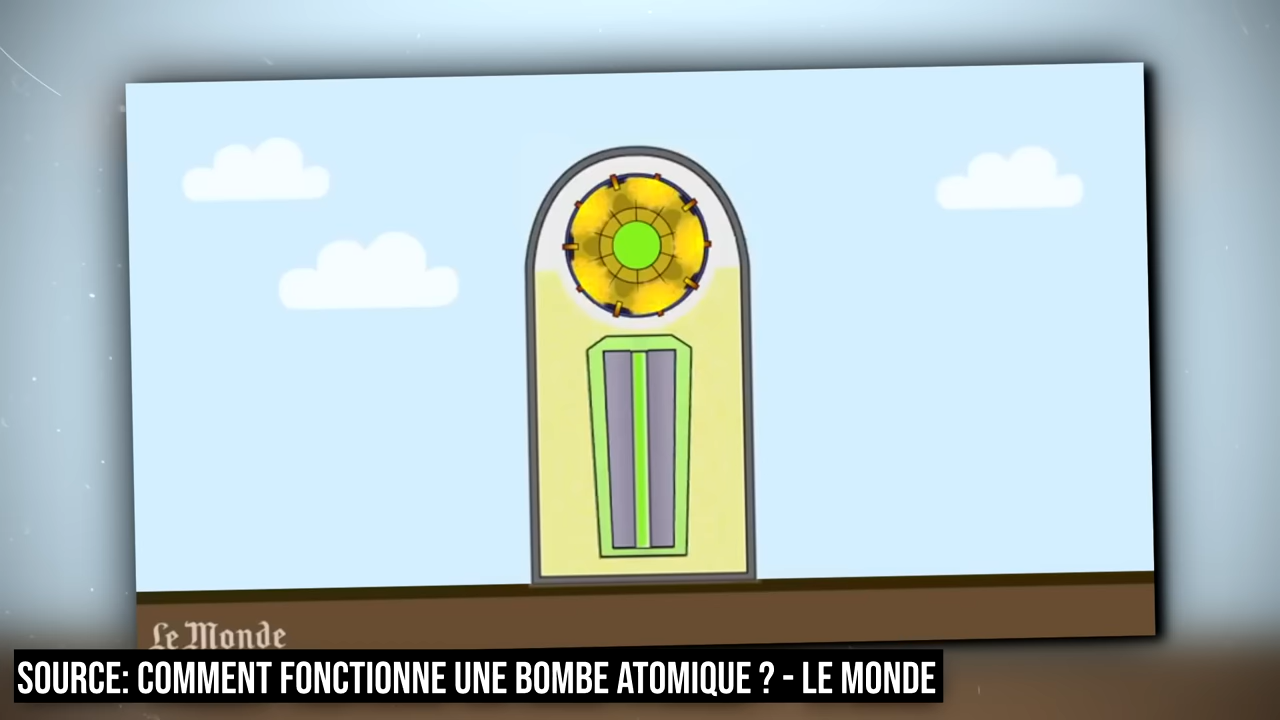 Le Monde
SOURCE: COMMENT FONCTIONNE UNE BOMBE ATOMIQUE ? - LE MONDE